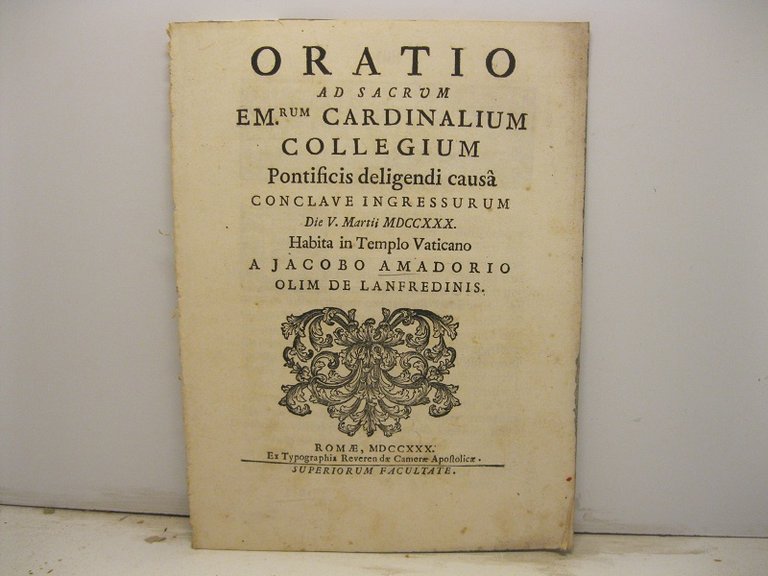 ORATIO
AD SACRVM
EM.RUM CARDINALIUM
COLLEGIUM
Pontificis deligendi causâ
CONCLAVE INGRESSURUM
Die V. Martii MDCCXXX.
Habita in Templo Vaticano
A JACOBO AMADORIO
OLIM DE LANFREDINIS.
ROMÆ, MDCCXXX.
Ex Typographia Reveren dæ Cameræ Apoſtolicæ.
SUPERIORUM FACULTATE.